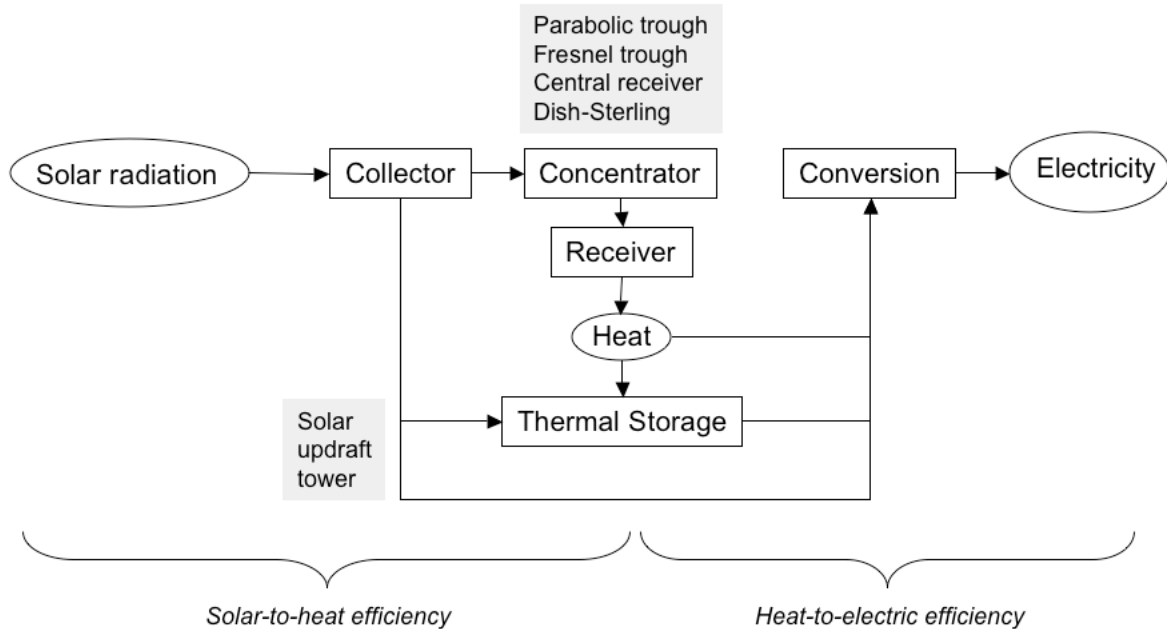 Parabolic trough
Fresnel trough
Central receiver
Dish-Sterling
Solar radiation
Collector
Concentrator
Conversion
Electricity
Receiver
Heat
Thermal Storage
Solar
updraft
tower
Solar-to-heat efficiency
Heat-to-electric efficiency